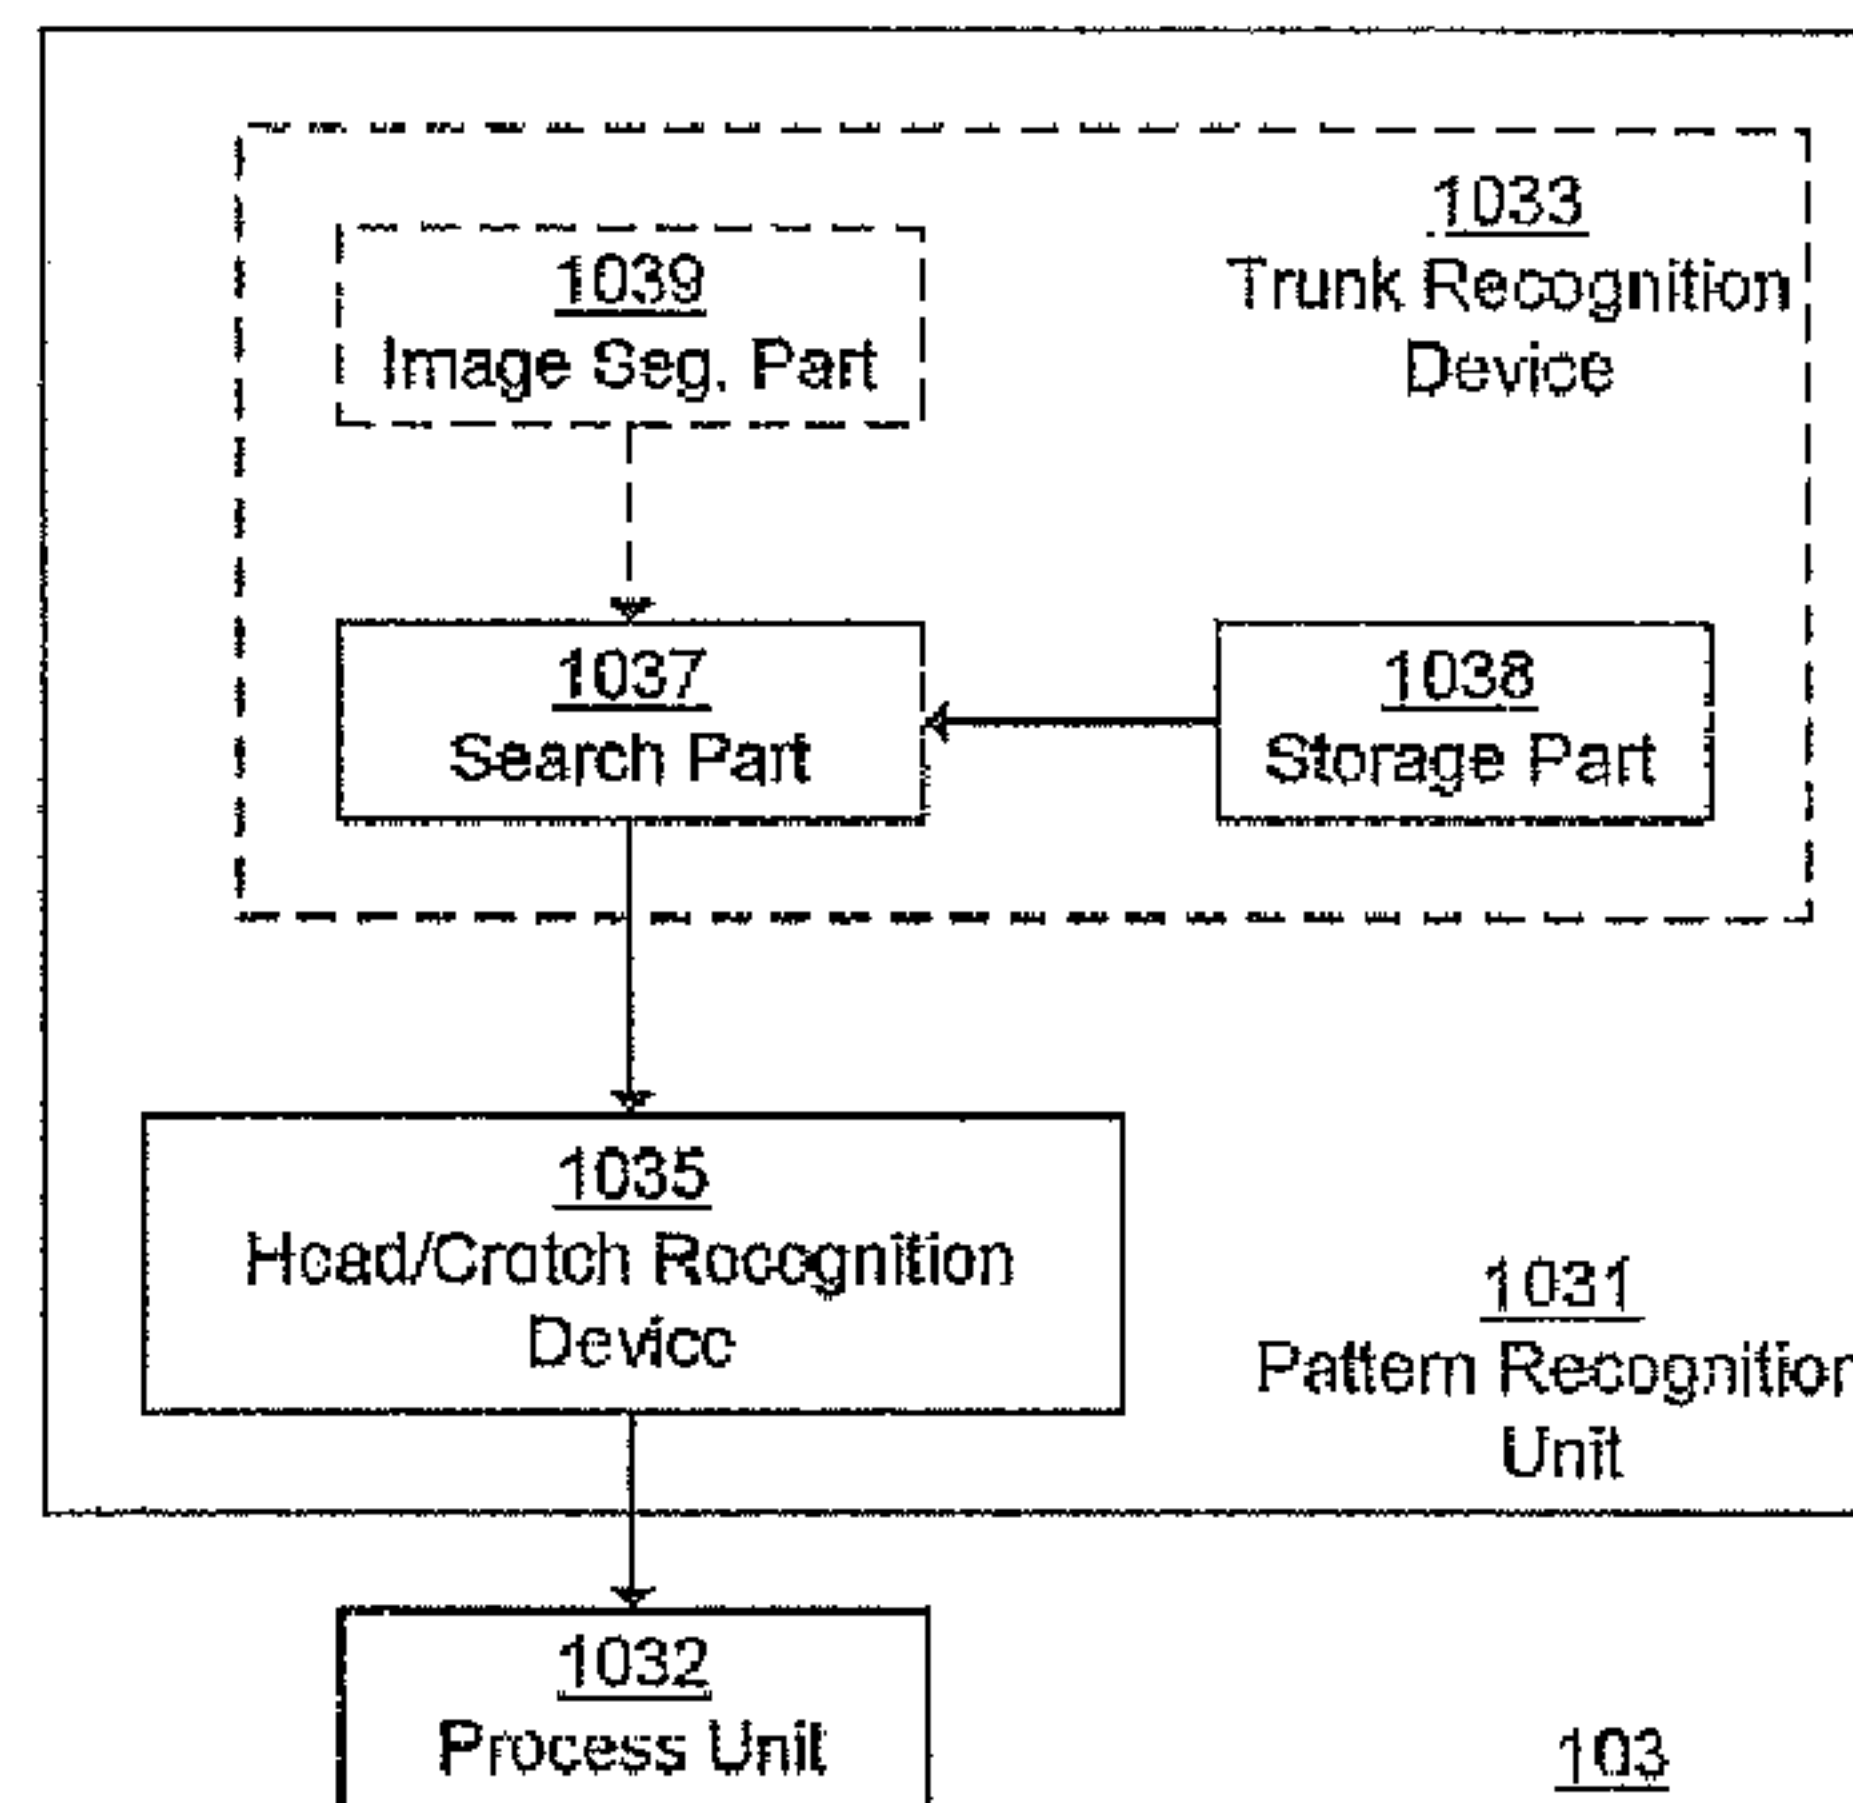 1033
Trunk Recognition
Device
1039
Image Seg. Part
1037
Search Part
1038
Storage Part
1035
Head/Crotch Recognition
Device
1031
Pattern Recognition
Unit
1032
Process Unit
103